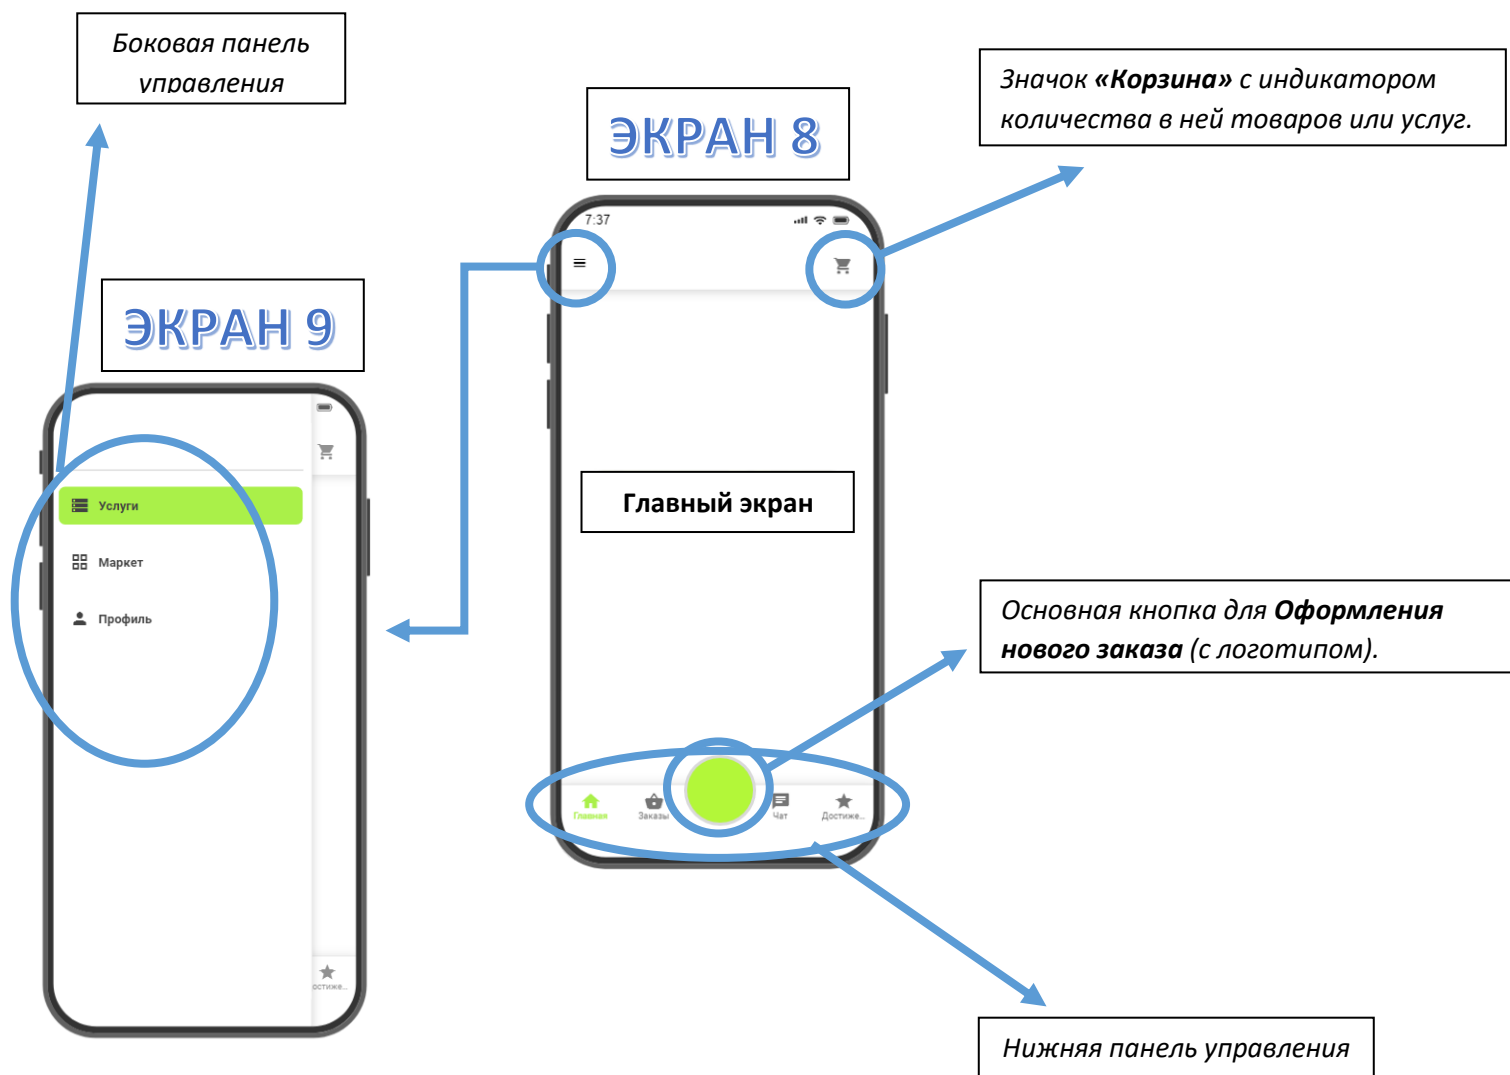 Боковая панель
управления
Значок «Корзина» с индикатором
количества в ней товаров или услуг.
ЭКРАН 8
7:37
ЭКРАН 9
Услуги
Маркет
Профиль
остиже...
Главный экран
Основная кнопка для Оформления
нового заказа (с логотипом).
Главная
Заказы
Чат
Достиже...
Нижняя панель управления